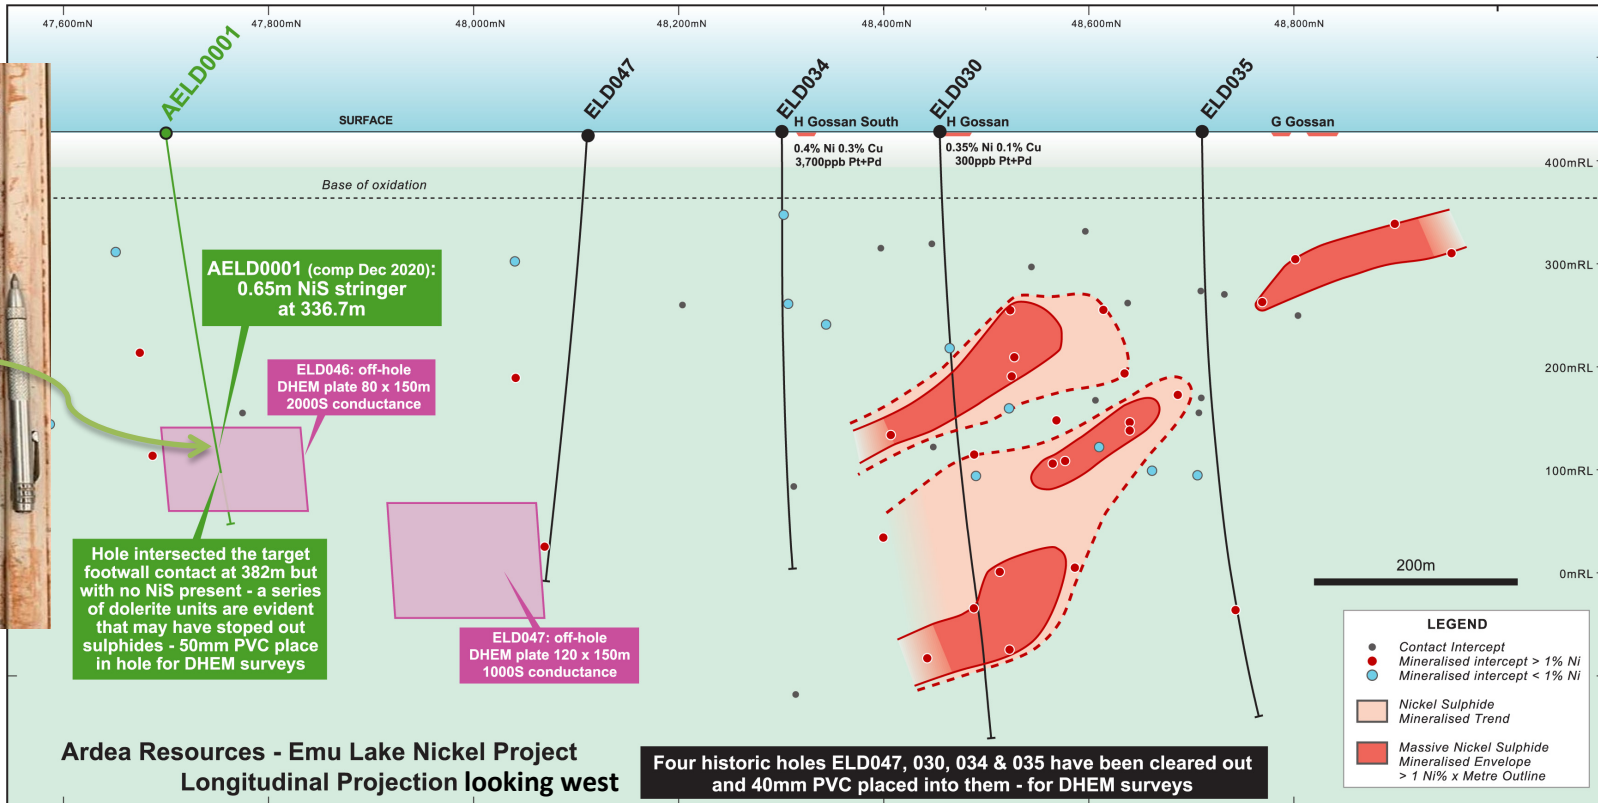 47,600mN
47,800mN
48,000mN
48,200mN
48,400mN
48,600mN
48,800mN
AELD0001
ELD047
ELD034
ELD030
ELD035
SURFACE
H Gossan South
H Gossan
G Gossan
0.4% Ni 0.3% Cu
3,700ppb Pt+Pd
0.35% Ni 0.1% Cu
300ppb Pt+Pd
400mRL
Base of oxidation
300mRL
200mRL
100mRL
0mRL
AELD0001 (comp Dec 2020):
0.65m NiS stringer
at 336.7m
ELD046: off-hole
DHEM plate 80 x 150m
2000S conductance
Hole intersected the target
footwall contact at 382m but
with no NiS present - a series
of dolerite units are evident
that may have stoped out
sulphides - 50mm PVC place
in hole for DHEM surveys
ELD047: off-hole
DHEM plate 120 x 150m
1000S conductance
200m
LEGEND
Contact Intercept
Mineralised intercept > 1% Ni
Mineralised intercept < 1% Ni
Nickel Sulphide
Mineralised Trend
Massive Nickel Sulphide
Mineralised Envelope
> 1 Ni% x Metre Outline
Ardea Resources - Emu Lake Nickel Project
Longitudinal Projection looking west
Four historic holes ELD047, 030, 034 & 035 have been cleared out
and 40mm PVC placed into them - for DHEM surveys